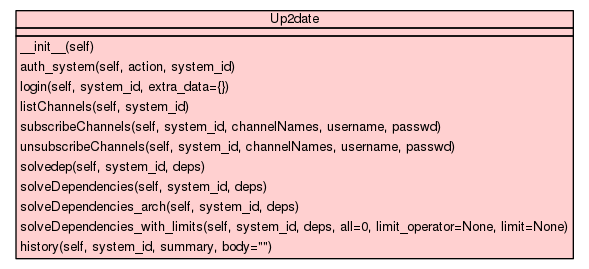 Up2date
__init__(self)
auth_system(self, action, system_id)
login(self, system_id, extra_data={})
listChannels(self, system_id)
subscribeChannels(self, system_id, channelNames, username, passwd)
unsubscribeChannels(self, system_id, channelNames, username, passwd)
solvedep(self, system_id, deps)
solveDependencies(self, system_id, deps)
solveDependencies_arch(self, system_id, deps)
solveDependencies_with_limits(self, system_id, deps, all=0, limit_operator=None, limit=None)
history(self, system_id, summary, body="")